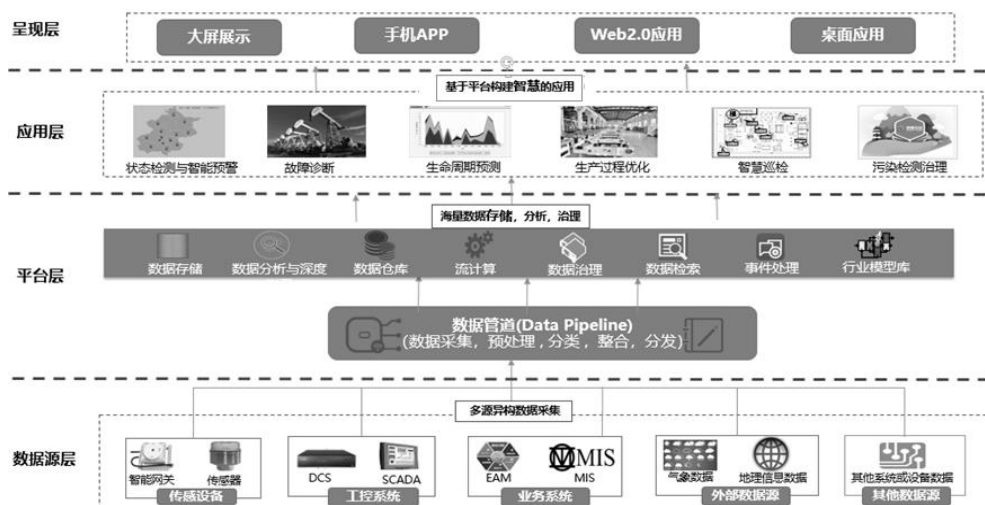 呈现层
大屏展示
手机APP
Web2.0应用
桌面应用
基于平台构建智慧的应用
应用层
状态检测与智能预警
故障诊断
生命周期预测
生产过程优化
智慧巡检
污染检测治理
海量数据存储，分析，治理
平台层
数据存储
数据分析与深度
数据仓库
流计算
数据治理
数据检索
事件处理
行业模型库
数据管道(Data Pipeline)
(数据采集，预处理，分类，整合，分发)
多源异构数据采集
数据源层
智能网关
传感器
传感设备
DCS
SCADA
工控系统
EAM
MMIS
MIS
业务系统
气象数据
地理信息数据
外部数据源
其他系统或设备数据
其他数据源